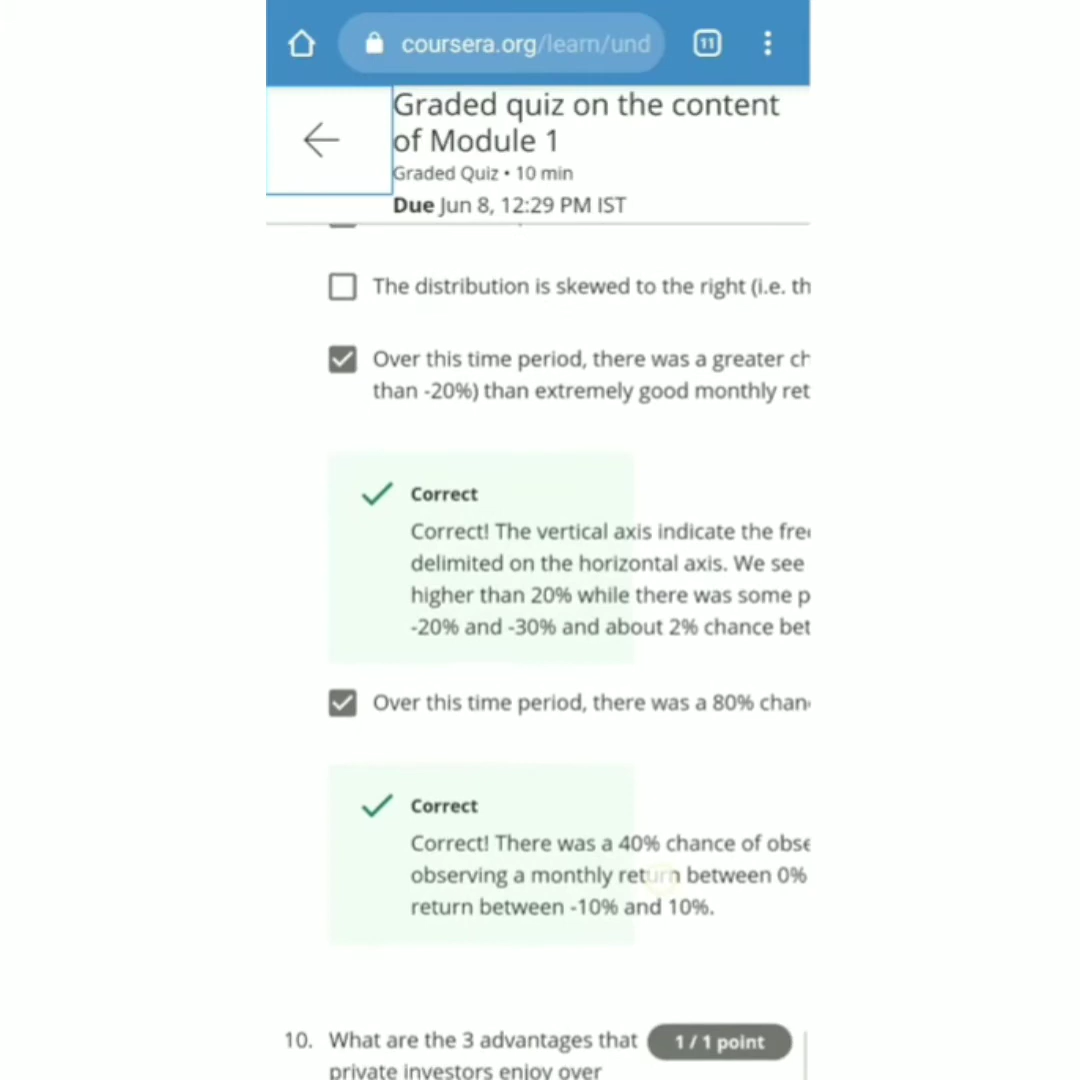 coursera.org/learn/und
11
Graded quiz on the content
of Module 1
Graded Quiz • 10 min
Due Jun 8, 12:29 PM IST
The distribution is skewed to the right (i.e. th
Over this time period, there was a greater ch
than -20%) than extremely good monthly ret
Correct
Correct! The vertical axis indicate the fre
delimited on the horizontal axis. We see
higher than 20% while there was some p
-20% and -30% and about 2% chance bet
Over this time period, there was a 80% chan
Correct
Correct! There was a 40% chance of obse
observing a monthly return between 0%
return between -10% and 10%.
10. What are the 3 advantages that
1 / 1 point
private investors enjoy over